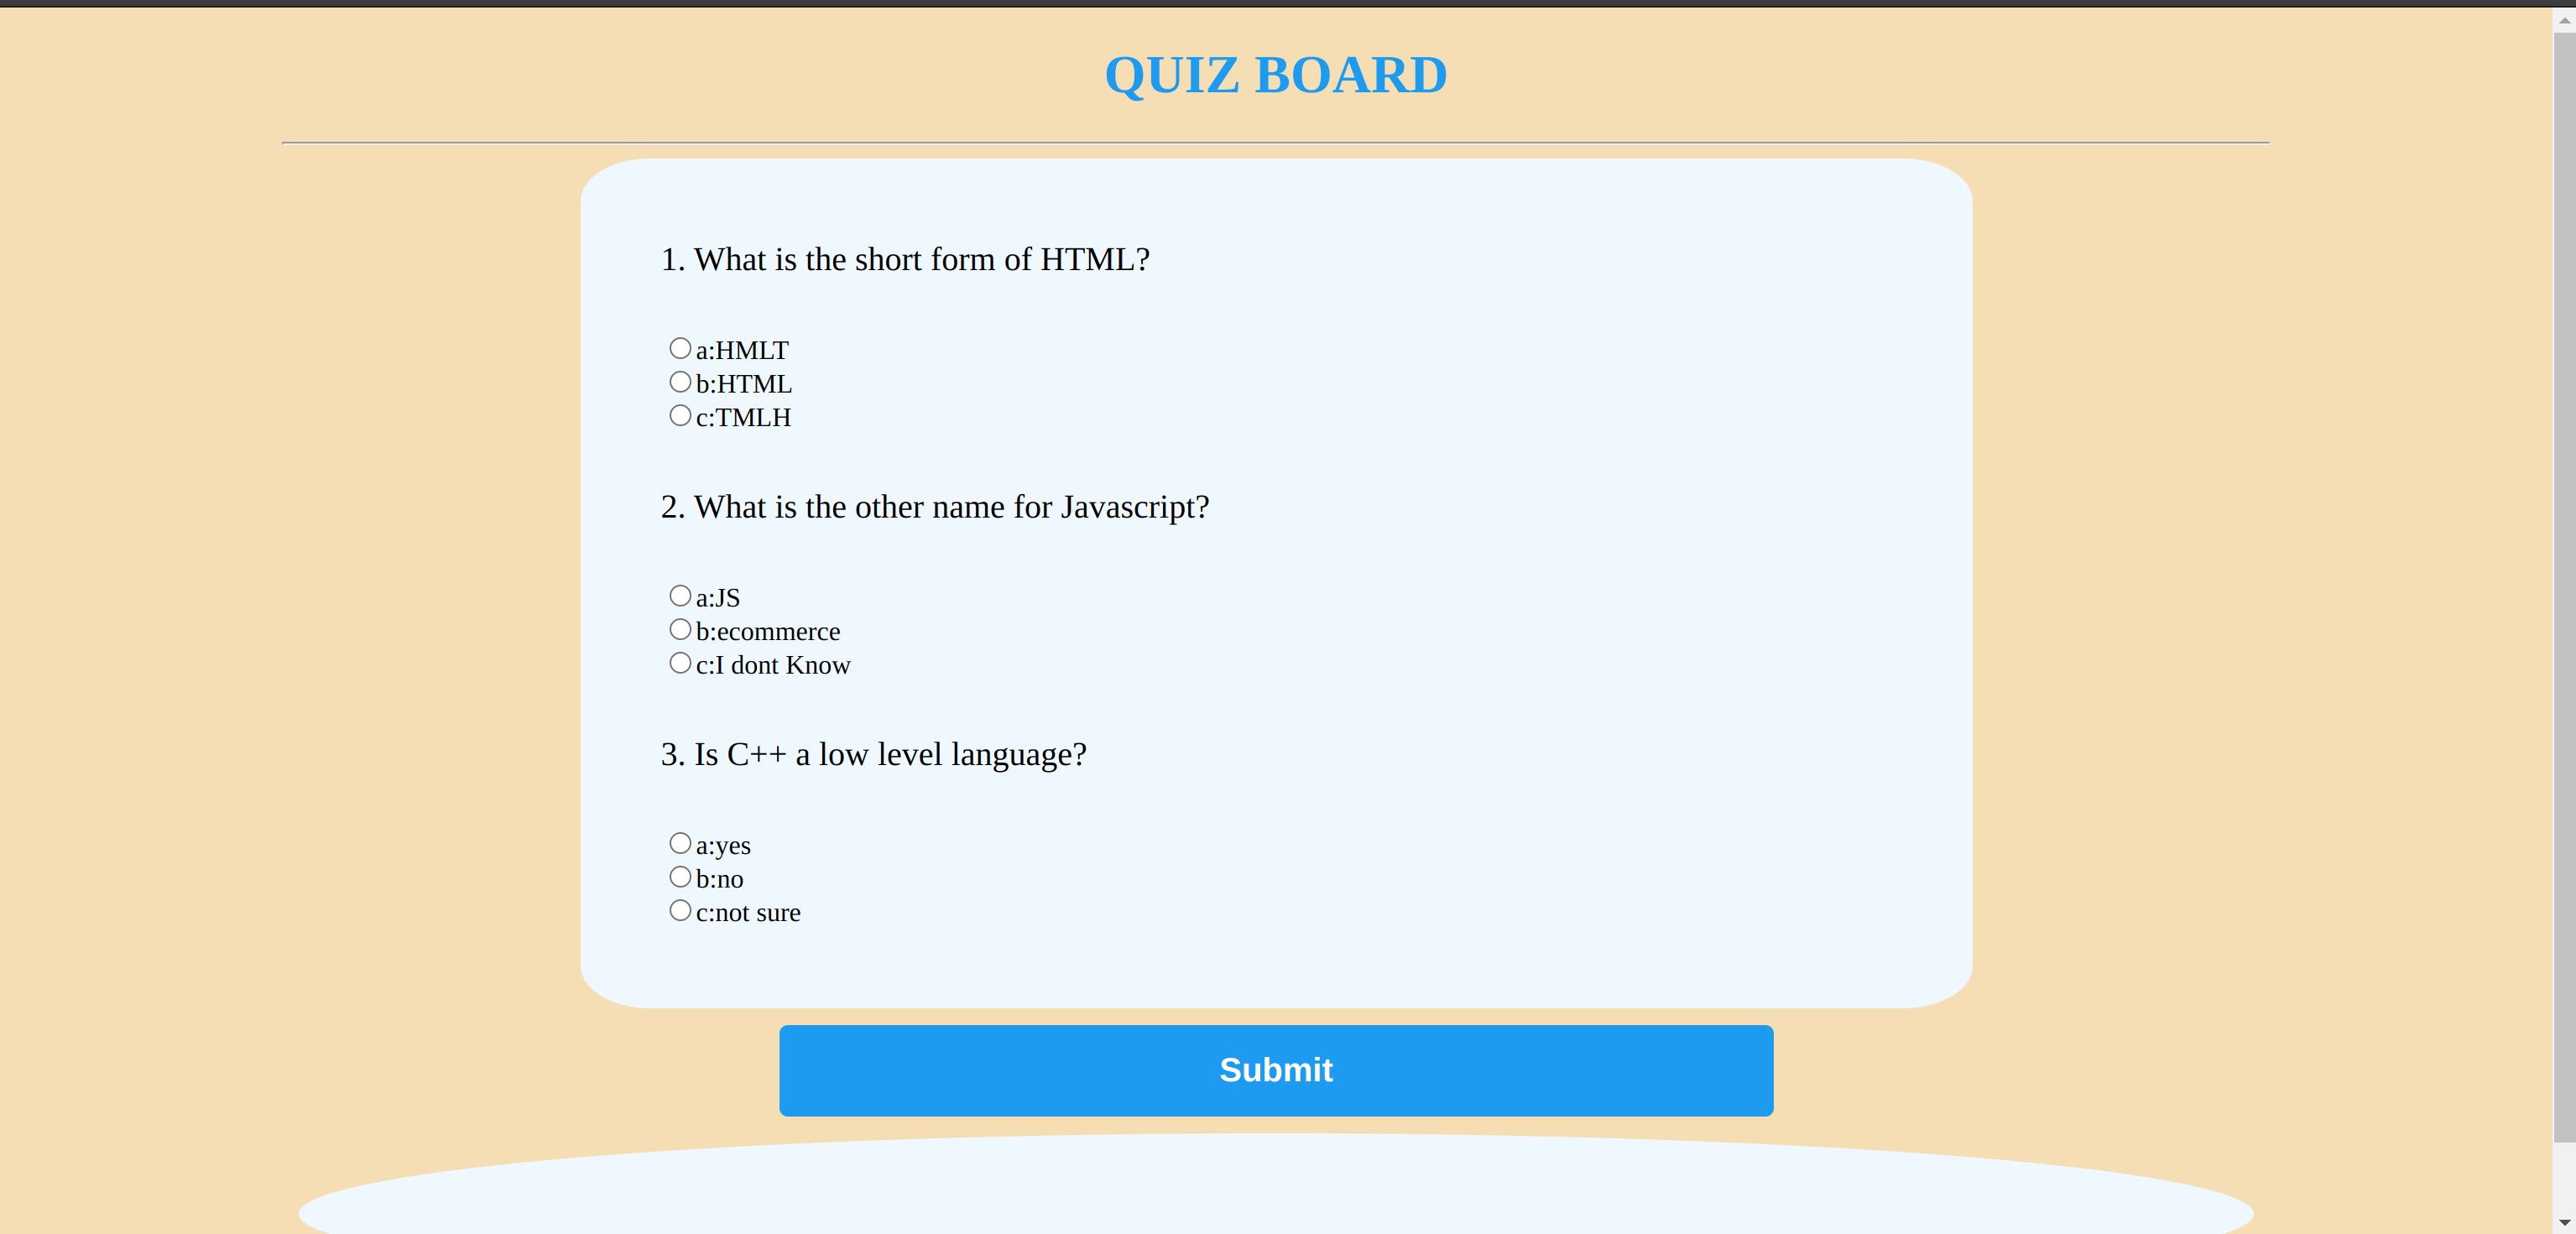 QUIZ BOARD
1. What is the short form of HTML?
a:HMLT
b:HTML
c:TMLH
2. What is the other name for Javascript?
a:JS
b:ecommerce
c:I dont Know
3. Is C++ a low level language?
a:yes
b:no
c:not sure
Submit